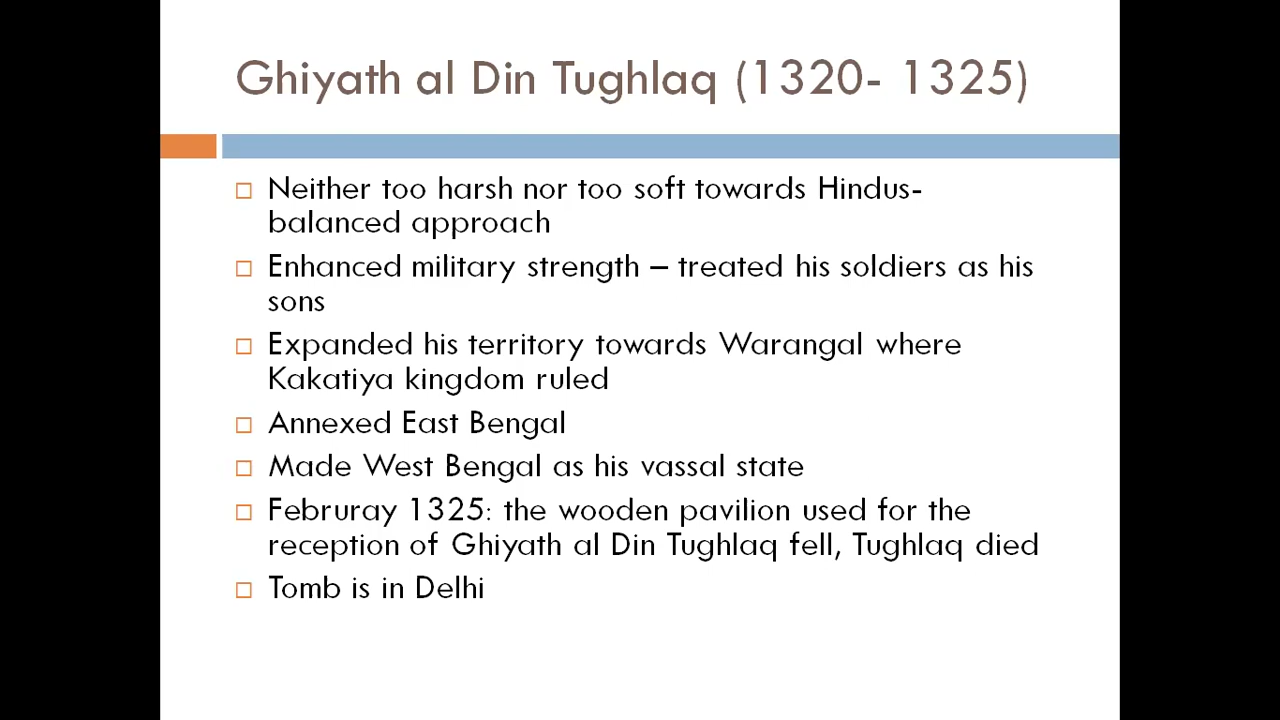 Ghiyath al Din Tughlaq (1320- 1325)
Neither too harsh nor too soft towards Hindus-
balanced approach
Enhanced military strength – treated his soldiers as his
sons
Expanded his territory towards Warangal where
Kakatiya kingdom ruled
Annexed East Bengal
Made West Bengal as his vassal state
Februray 1325: the wooden pavilion used for the
reception of Ghiyath al Din Tughlaq fell, Tughlaq died
Tomb is in Delhi